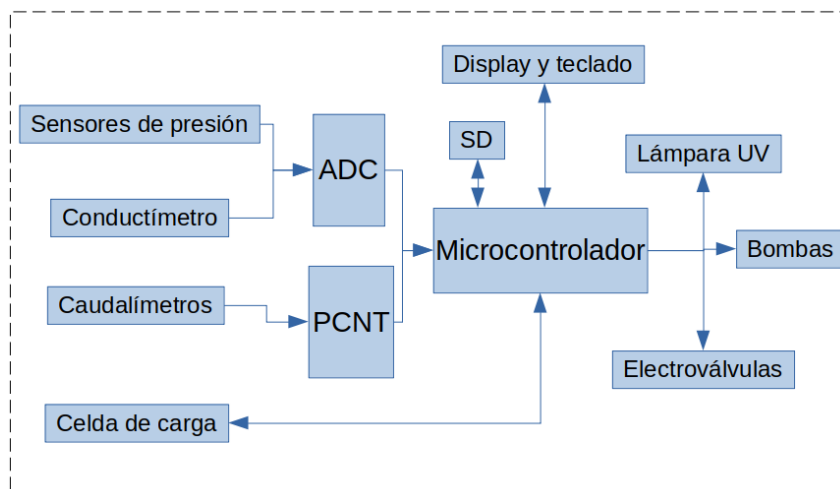 Display y teclado
Sensores de presión
ADC
SD
Lámpara UV
Conductímetro
Microcontrolador
Bombas
Caudalímetros
PCNT
Electroválvulas
Celda de carga